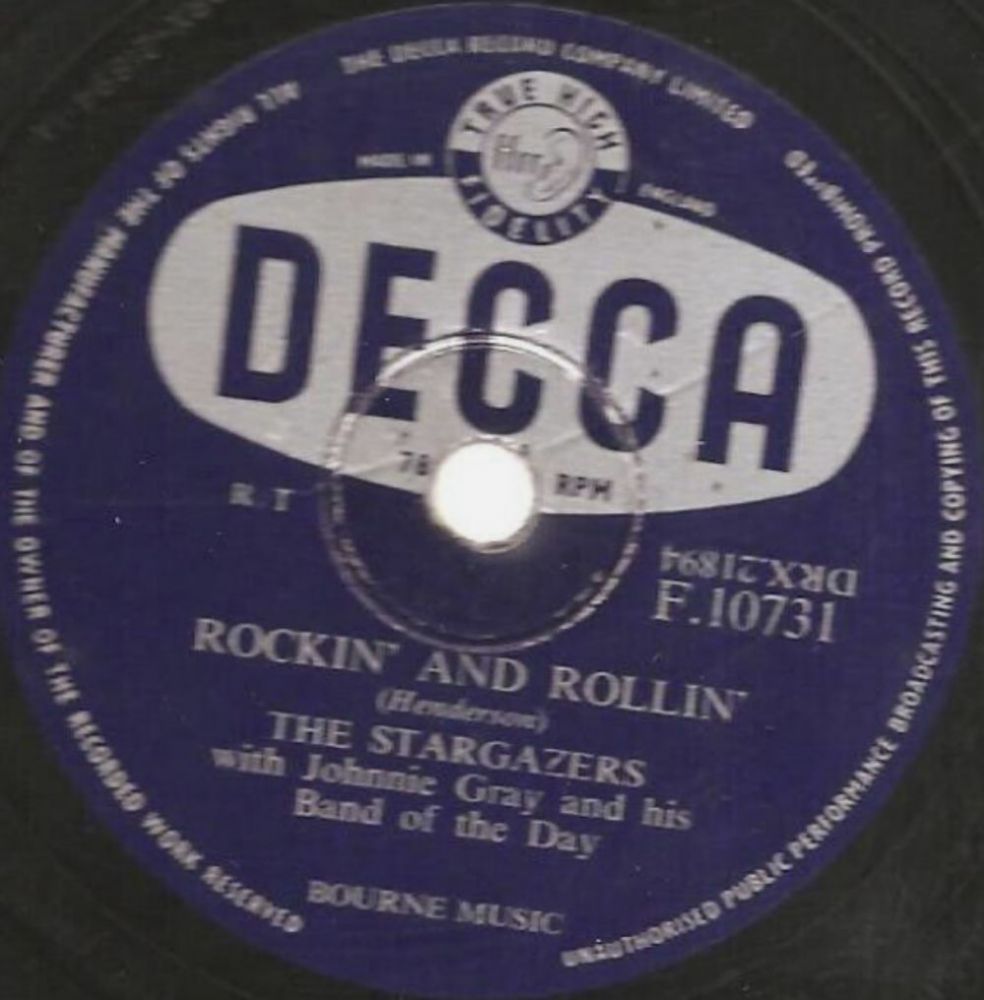 ALL RIGHTS OF THE MANUFACTURER AND OF THE OWNER OF THE RECORDED WORK RESERVED
THE DECCA RECORD COMPANY LIMITED
UNAUTHORISED PUBLIC PERFORMANCE BROADCASTING AND COPYING OF THIS RECORD PROHIBITED
TRUE HIGH
FIDELITY
MADE IN ENGLAND
DECCA
78 RPM
R. T
DRX.21894
F.10731
ROCKIN' AND ROLLIN'
(Henderson)
THE STARGAZERS
with Johnnie Gray and his
Band of the Day
BOURNE MUSIC